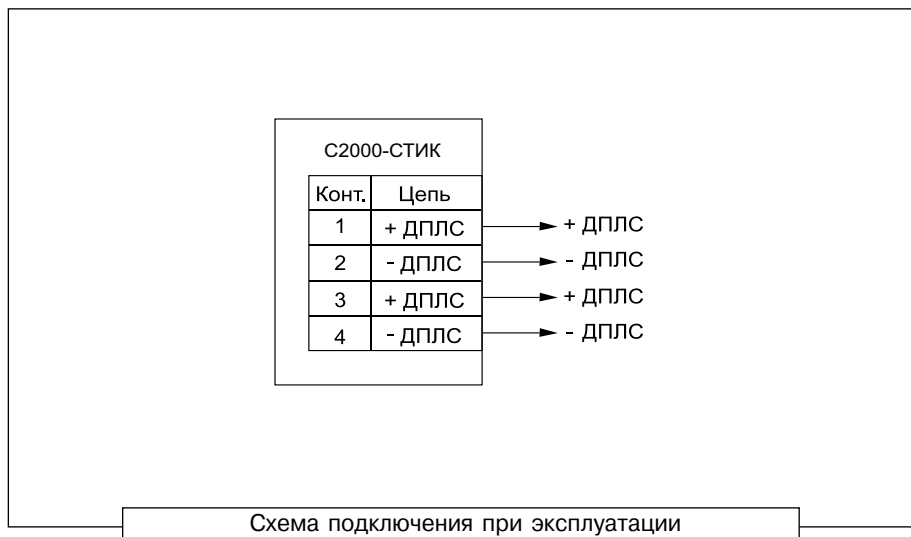 С2000-СТИК
Конт. Цепь
1 + ДПЛС + ДПЛС
2 - ДПЛС - ДПЛС
3 + ДПЛС + ДПЛС
4 - ДПЛС - ДПЛС
Схема подключения при эксплуатации